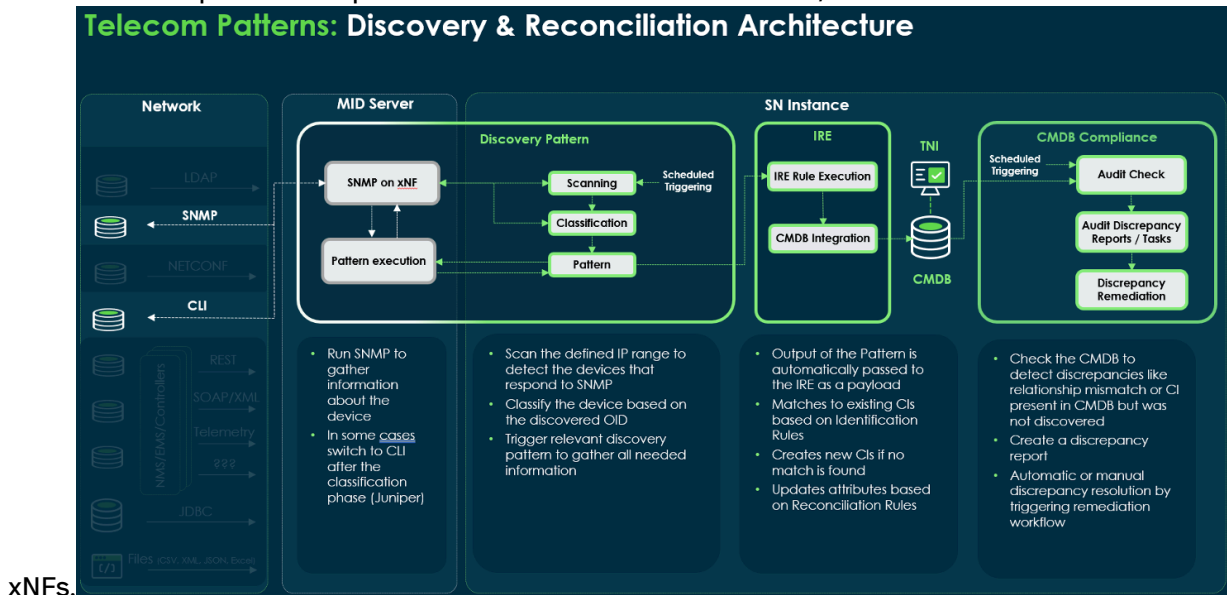 Telecom Patterns: Discovery & Reconciliation Architecture
Network
LDAP
SNMP
NETCONF
CLI
REST
SOAP/XML
Telemetry
???
NMS/EMS/Controllers
JDBC
Files (CSV, XML, JSON, Excel)
MID Server
SN Instance
Discovery Pattern
SNMP on xNF
Pattern execution
Scanning
Scheduled
Triggering
Classification
Pattern
IRE
IRE Rule Execution
CMDB Integration
TNI
CMDB
CMDB Compliance
Scheduled
Triggering
Audit Check
Audit Discrepancy
Reports / Tasks
Discrepancy
Remediation
• Run SNMP to
gather
information
about the
device
• In some cases
switch to CLI
after the
classification
phase (Juniper)
• Scan the defined IP range to
detect the devices that
respond to SNMP
• Classify the device based on
the discovered OID
• Trigger relevant discovery
pattern to gather all needed
information
• Output of the Pattern is
automatically passed to
the IRE as a payload
• Matches to existing CIs
based on Identification
Rules
• Creates new CIs if no
match is found
• Updates attributes based
on Reconciliation Rules
• Check the CMDB to
detect discrepancies like
relationship mismatch or CI
present in CMDB but was
not discovered
• Create a discrepancy
report
• Automatic or manual
discrepancy resolution by
triggering remediation
workflow
xNFs.